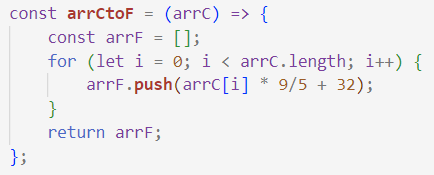 const arrCtoF = (arrC) => {
    const arrF = [];
    for (let i = 0; i < arrC.length; i++) {
        arrF.push(arrC[i] * 9/5 + 32);
    }
    return arrF;
};